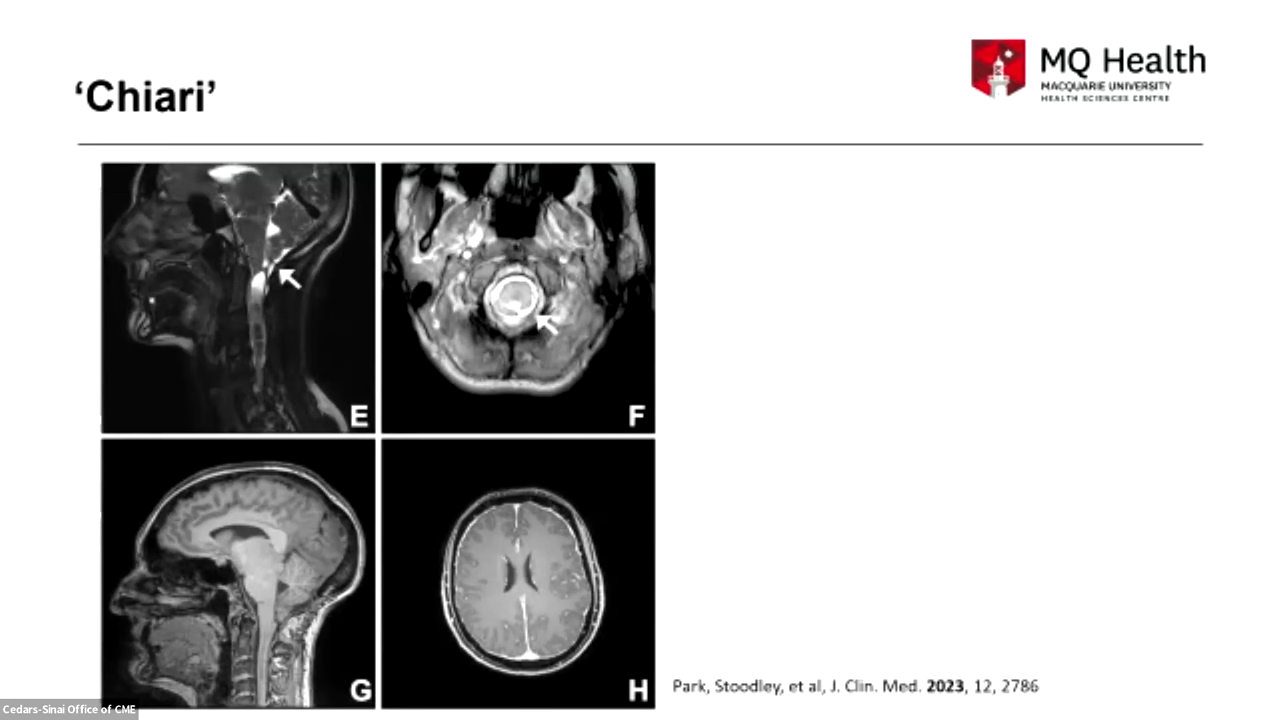 ‘Chiari’
MQ Health
MACQUARIE UNIVERSITY
HEALTH SCIENCES CENTRE
E
F
G
H
Park, Stoodley, et al, J. Clin. Med. 2023, 12, 2786
Cedars-Sinai Office of CME